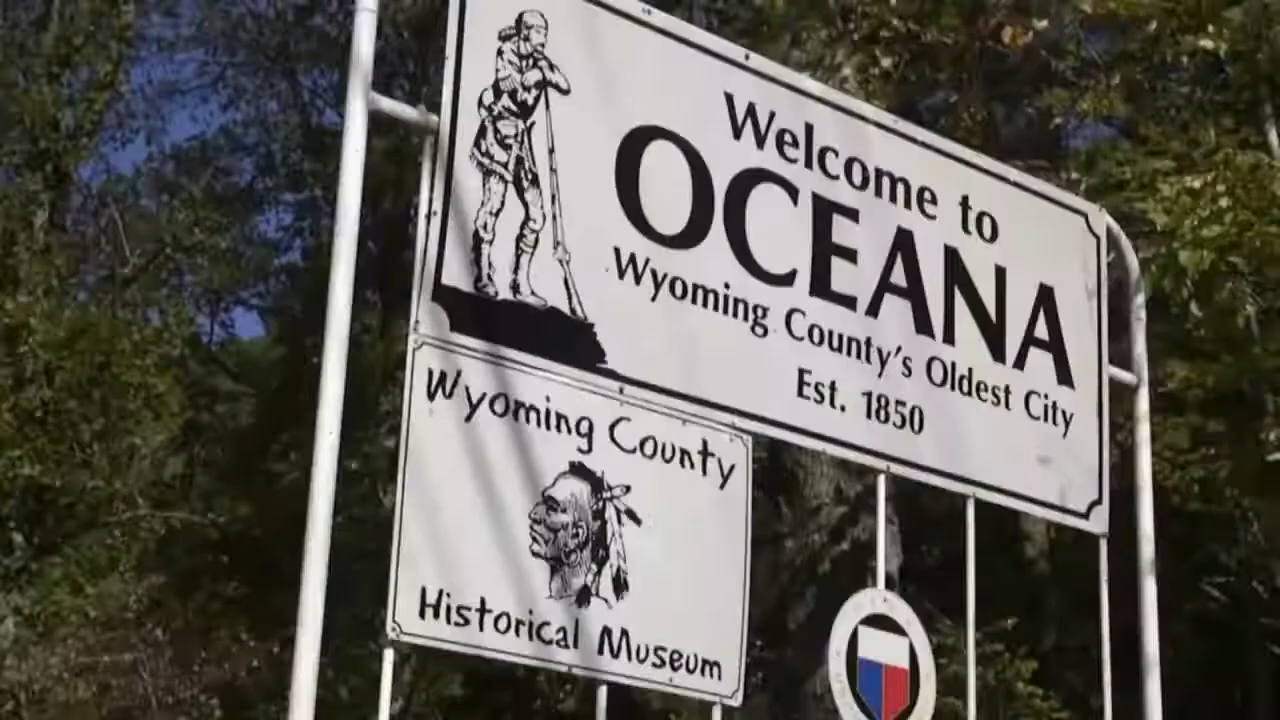 Welcome to
OCEANA
Wyoming County's Oldest City
Est. 1850
Wyoming County
Historical Museum